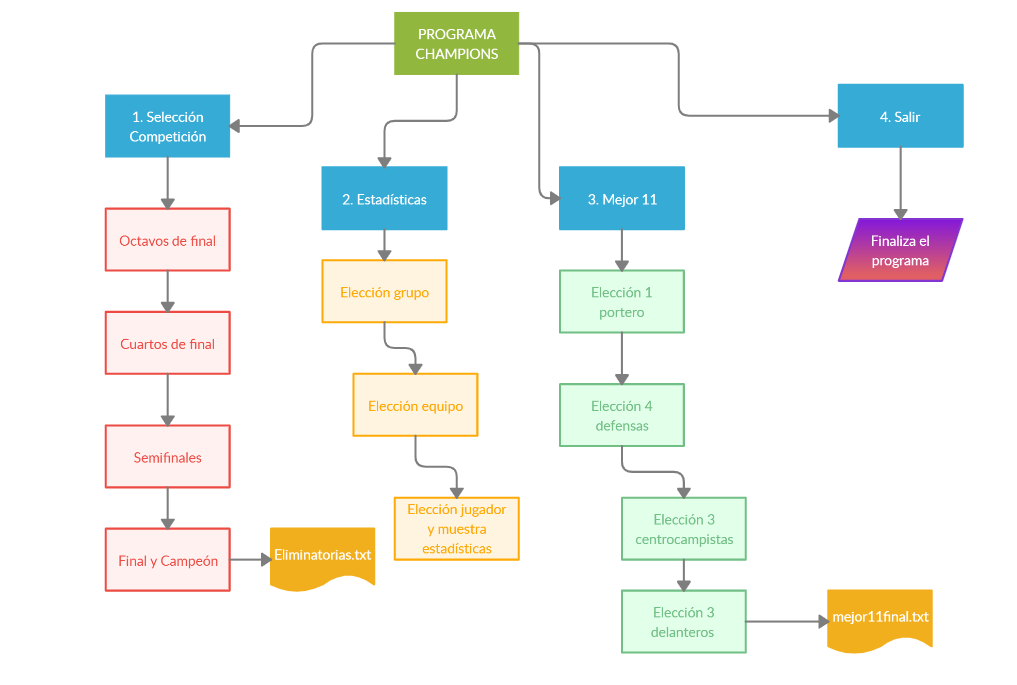 PROGRAMA
CHAMPIONS
1. Selección
Competición
Octavos de final
Cuartos de final
Semifinales
Final y Campeón
Eliminatorias.txt
2. Estadísticas
Elección grupo
Elección equipo
Elección jugador
y muestra
estadísticas
3. Mejor 11
Elección 1
portero
Elección 4
defensas
Elección 3
centrocampistas
Elección 3
delanteros
mejor11final.txt
4. Salir
Finaliza el
programa